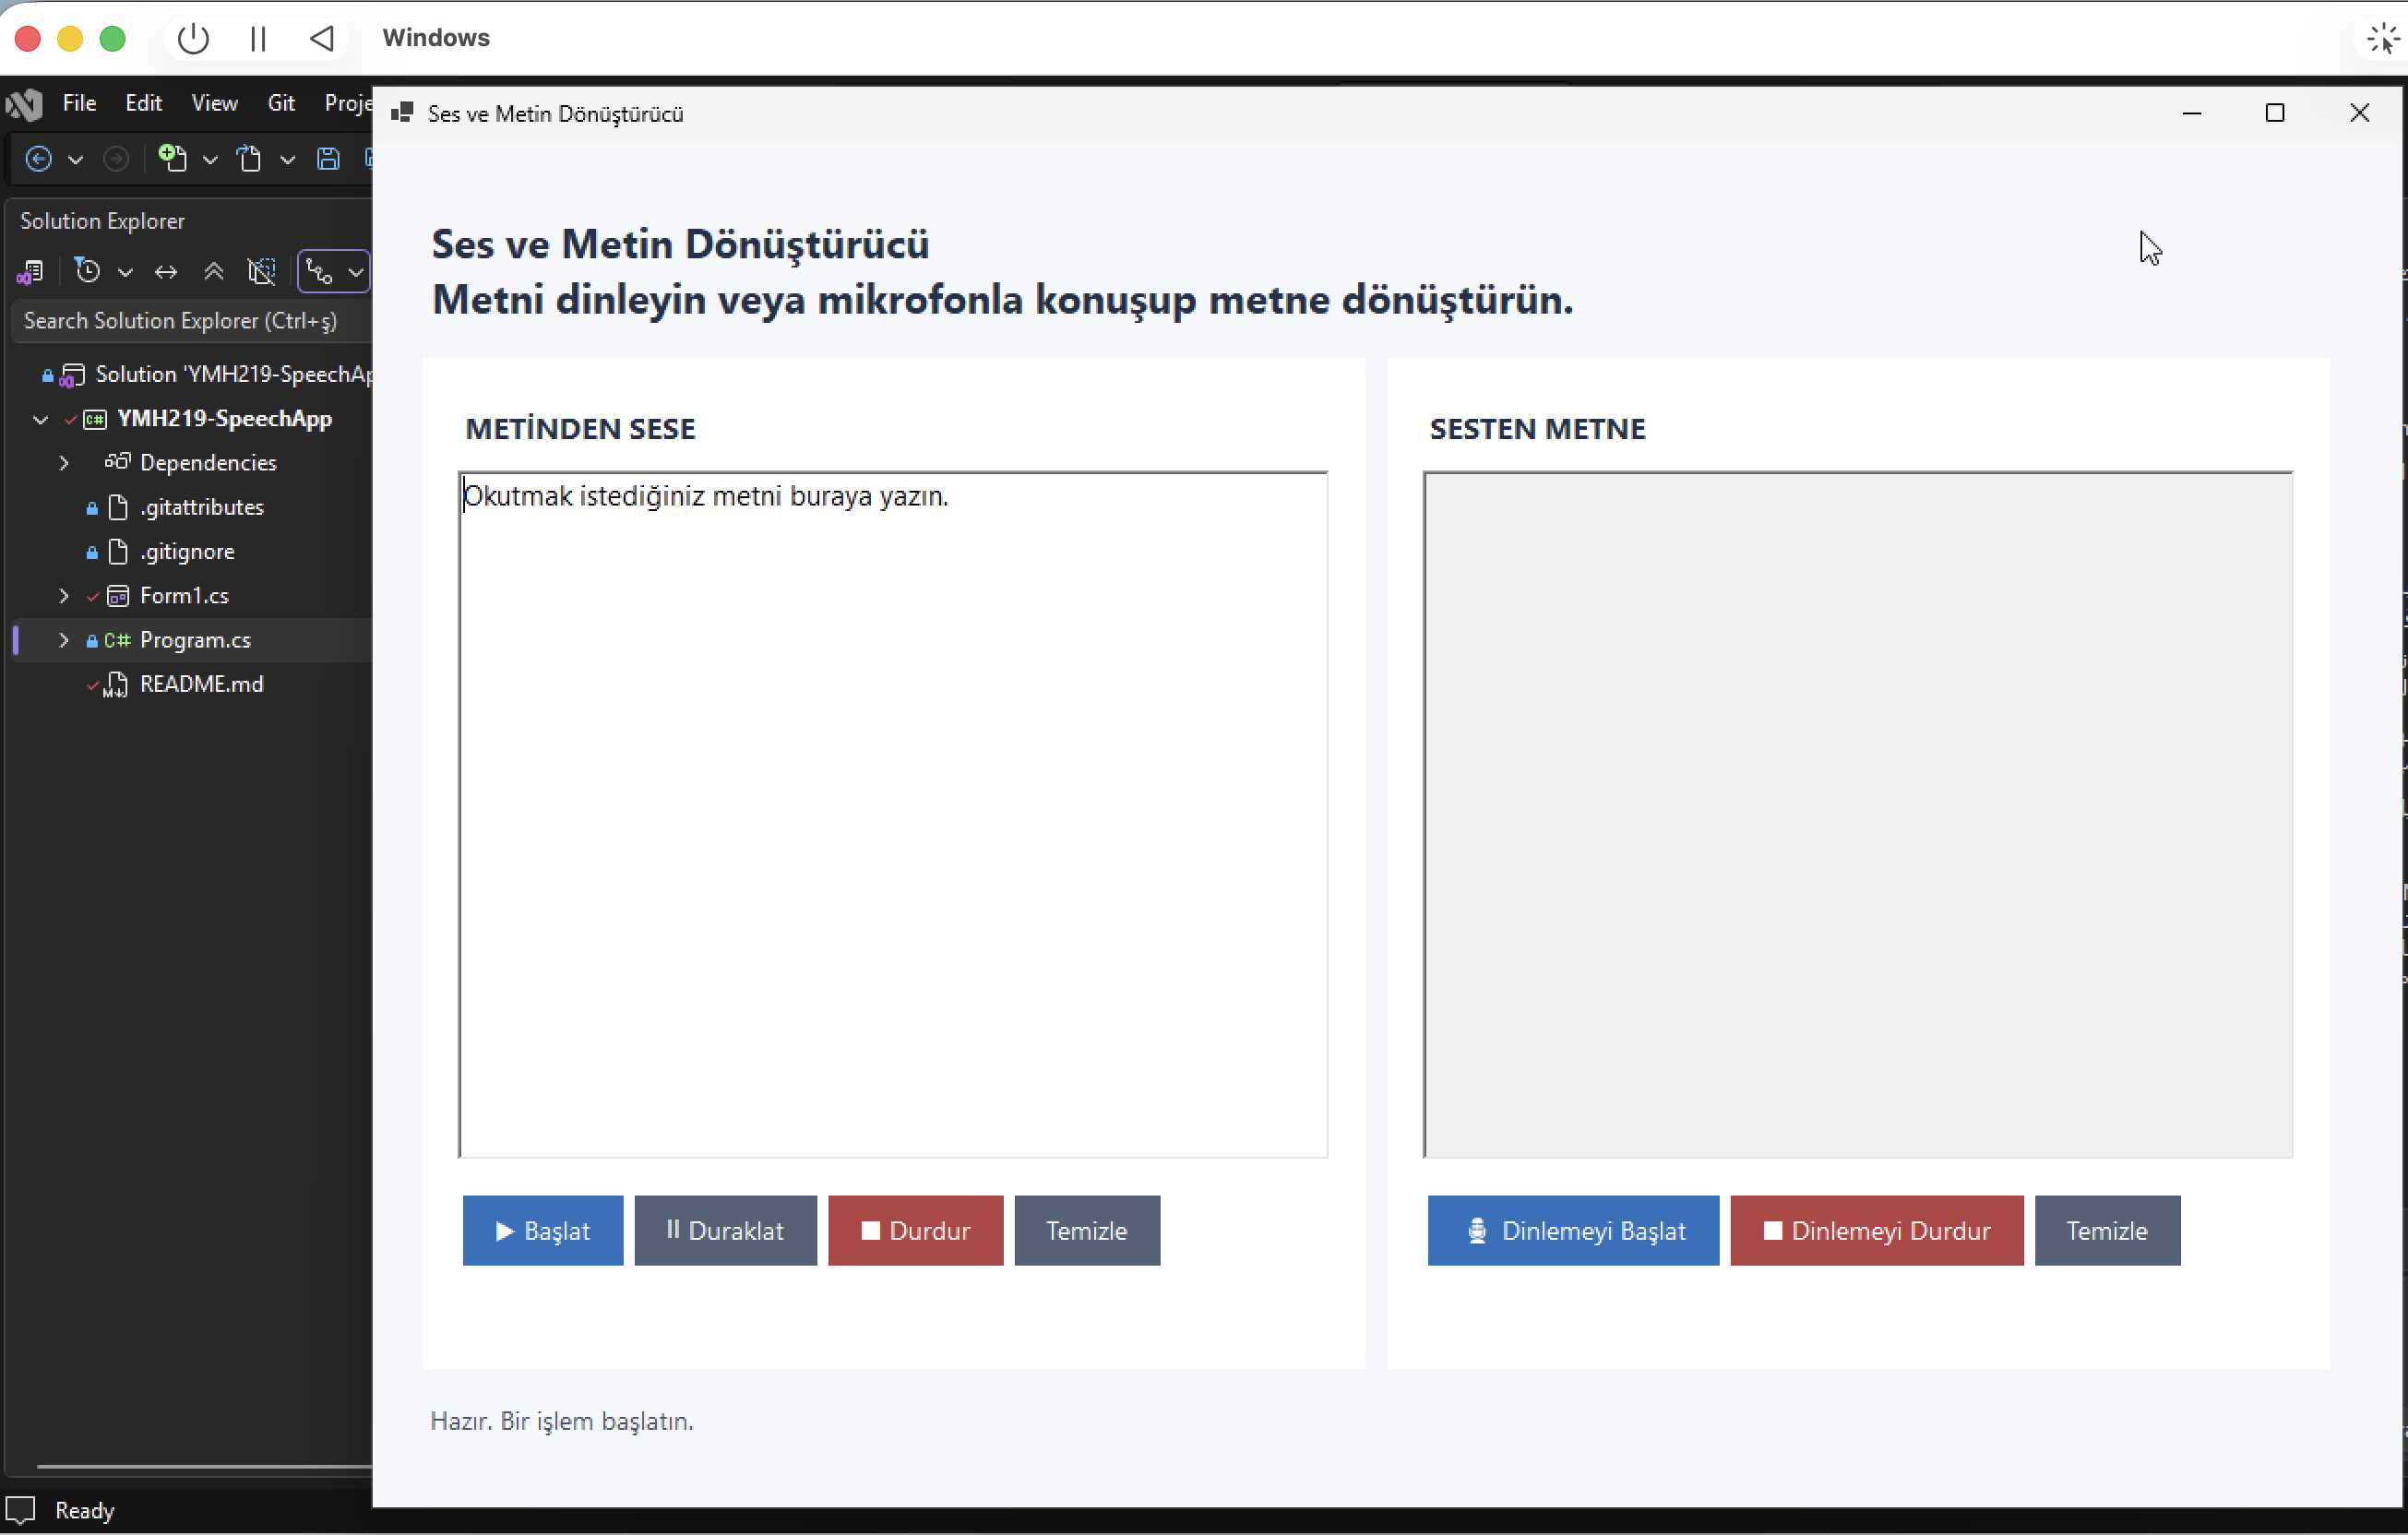 Windows
File Edit View Git Proje
Ses ve Metin Dönüştürücü
Solution Explorer
Search Solution Explorer (Ctrl+ş)
Solution 'YMH219-SpeechAp
YMH219-SpeechApp
Dependencies
.gitattributes
.gitignore
Form1.cs
C# Program.cs
README.md
Ready
Ses ve Metin Dönüştürücü
Metni dinleyin veya mikrofonla konuşup metne dönüştürün.
METİNDEN SESE
Okutmak istediğiniz metni buraya yazın.
Başlat Duraklat Durdur Temizle
SESTEN METNE
Dinlemeyi Başlat Dinlemeyi Durdur Temizle
Hazır. Bir işlem başlatın.